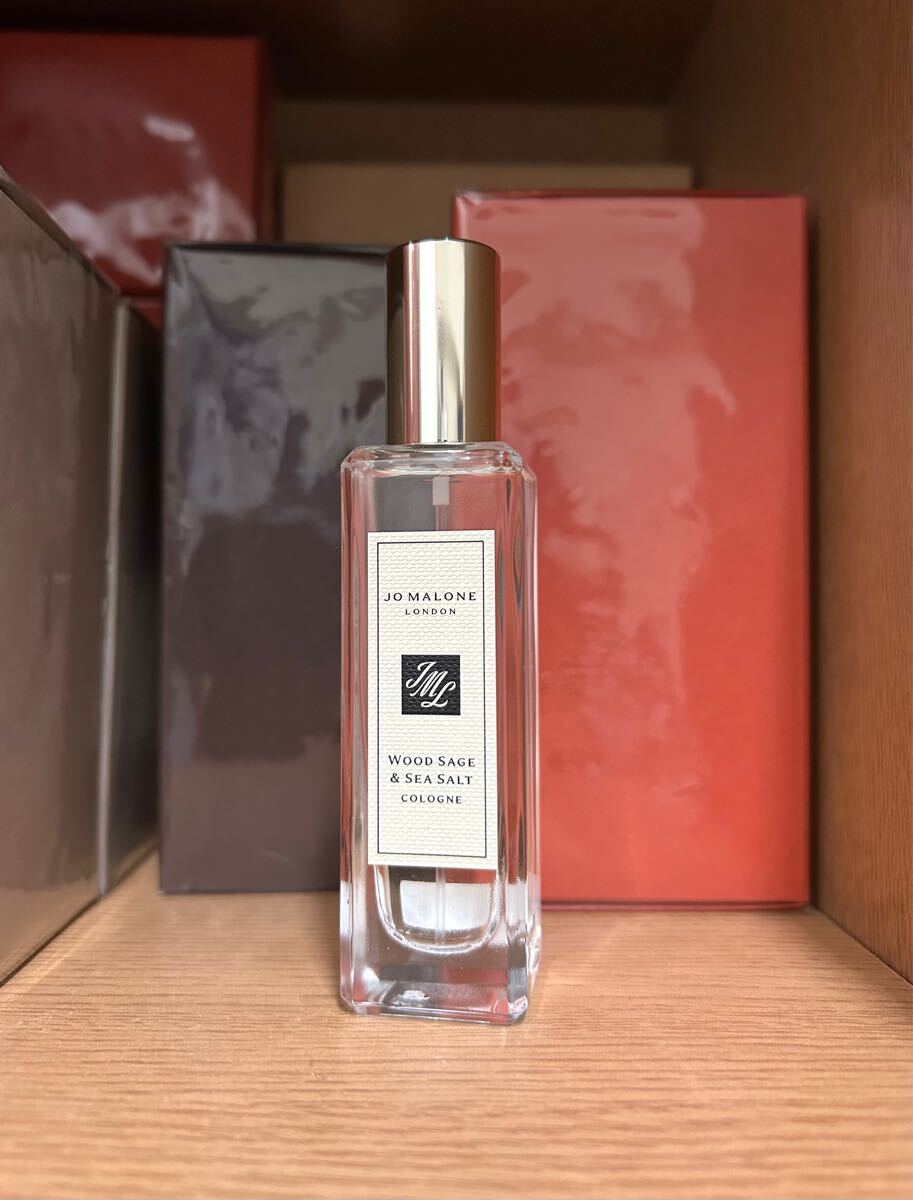 JO MALONE
LONDON
JML
WOOD SAGE
& SEA SALT
COLOGNE